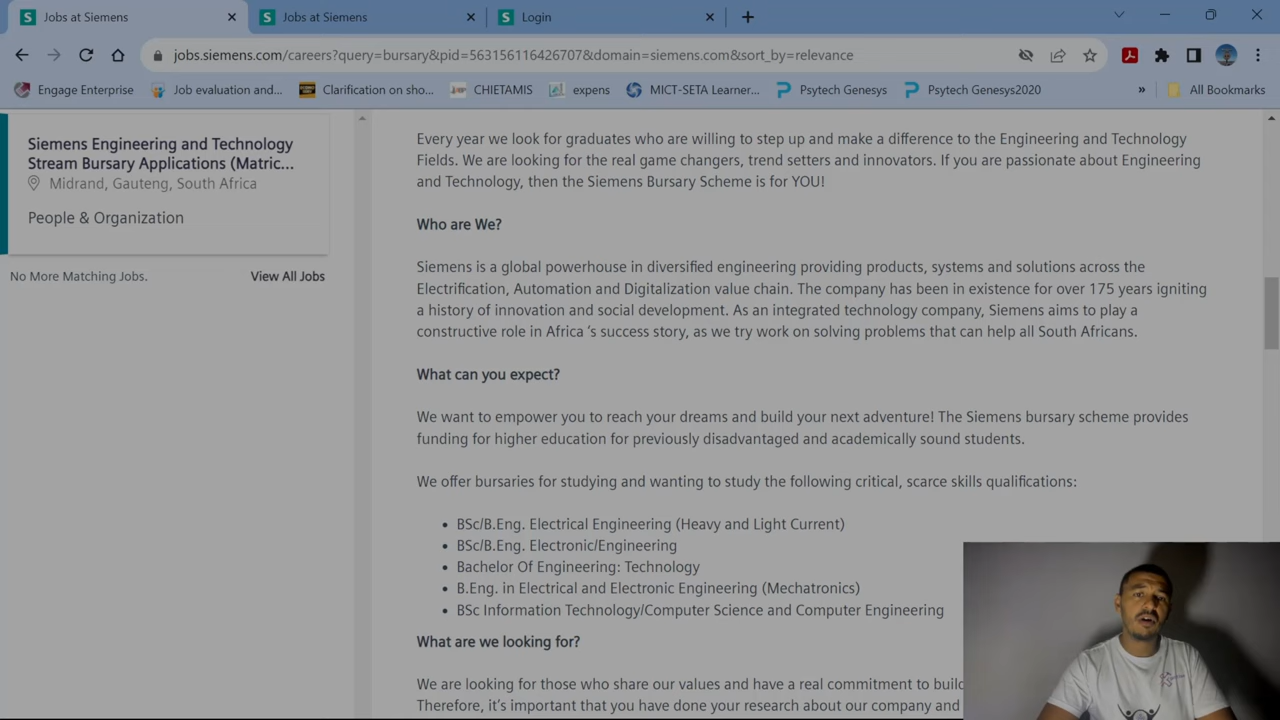 Jobs at Siemens
Jobs at Siemens
Login
jobs.siemens.com/careers?query=bursary&pid=563156116426707&domain=siemens.com&sort_by=relevance
Engage Enterprise
Job evaluation and...
Clarification on sho...
CHIETAMIS
expens
MICT-SETA Learner...
Psytech Genesys
Psytech Genesys2020
»
All Bookmarks
Siemens Engineering and Technology
Stream Bursary Applications (Matric...
Midrand, Gauteng, South Africa
People & Organization
No More Matching Jobs.
View All Jobs
Every year we look for graduates who are willing to step up and make a difference to the Engineering and Technology
Fields. We are looking for the real game changers, trend setters and innovators. If you are passionate about Engineering
and Technology, then the Siemens Bursary Scheme is for YOU!
Who are We?
Siemens is a global powerhouse in diversified engineering providing products, systems and solutions across the
Electrification, Automation and Digitalization value chain. The company has been in existence for over 175 years igniting
a history of innovation and social development. As an integrated technology company, Siemens aims to play a
constructive role in Africa 's success story, as we try work on solving problems that can help all South Africans.
What can you expect?
We want to empower you to reach your dreams and build your next adventure! The Siemens bursary scheme provides
funding for higher education for previously disadvantaged and academically sound students.
We offer bursaries for studying and wanting to study the following critical, scarce skills qualifications:
• BSc/B.Eng. Electrical Engineering (Heavy and Light Current)
• BSc/B.Eng. Electronic/Engineering
• Bachelor Of Engineering: Technology
• B.Eng. in Electrical and Electronic Engineering (Mechatronics)
• BSc Information Technology/Computer Science and Computer Engineering
What are we looking for?
We are looking for those who share our values and have a real commitment to build
Therefore, it's important that you have done your research about our company and